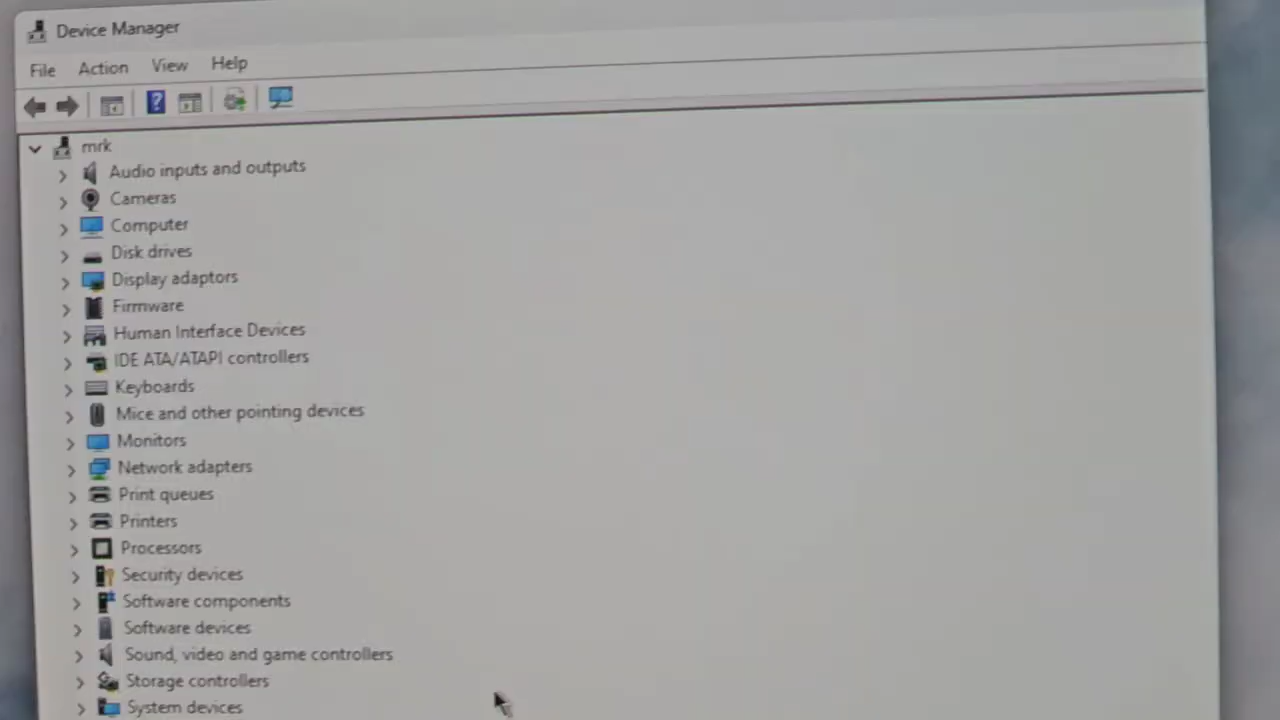 Device Manager
File Action View Help
mrk
Audio inputs and outputs
Cameras
Computer
Disk drives
Display adaptors
Firmware
Human Interface Devices
IDE ATA/ATAPI controllers
Keyboards
Mice and other pointing devices
Monitors
Network adapters
Print queues
Printers
Processors
Security devices
Software components
Software devices
Sound, video and game controllers
Storage controllers
System devices